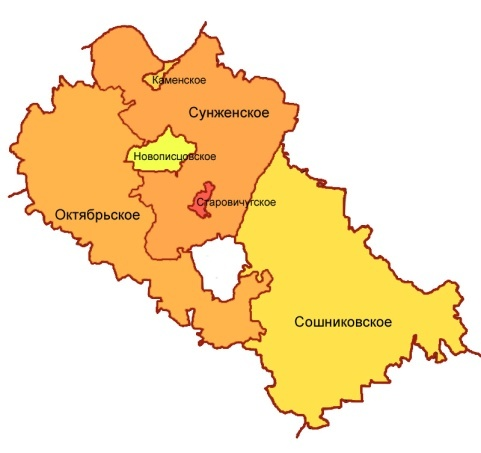 Каменское
Сунженское
Новописцовское
Старовичугское
Октябрьское
Сошниковское